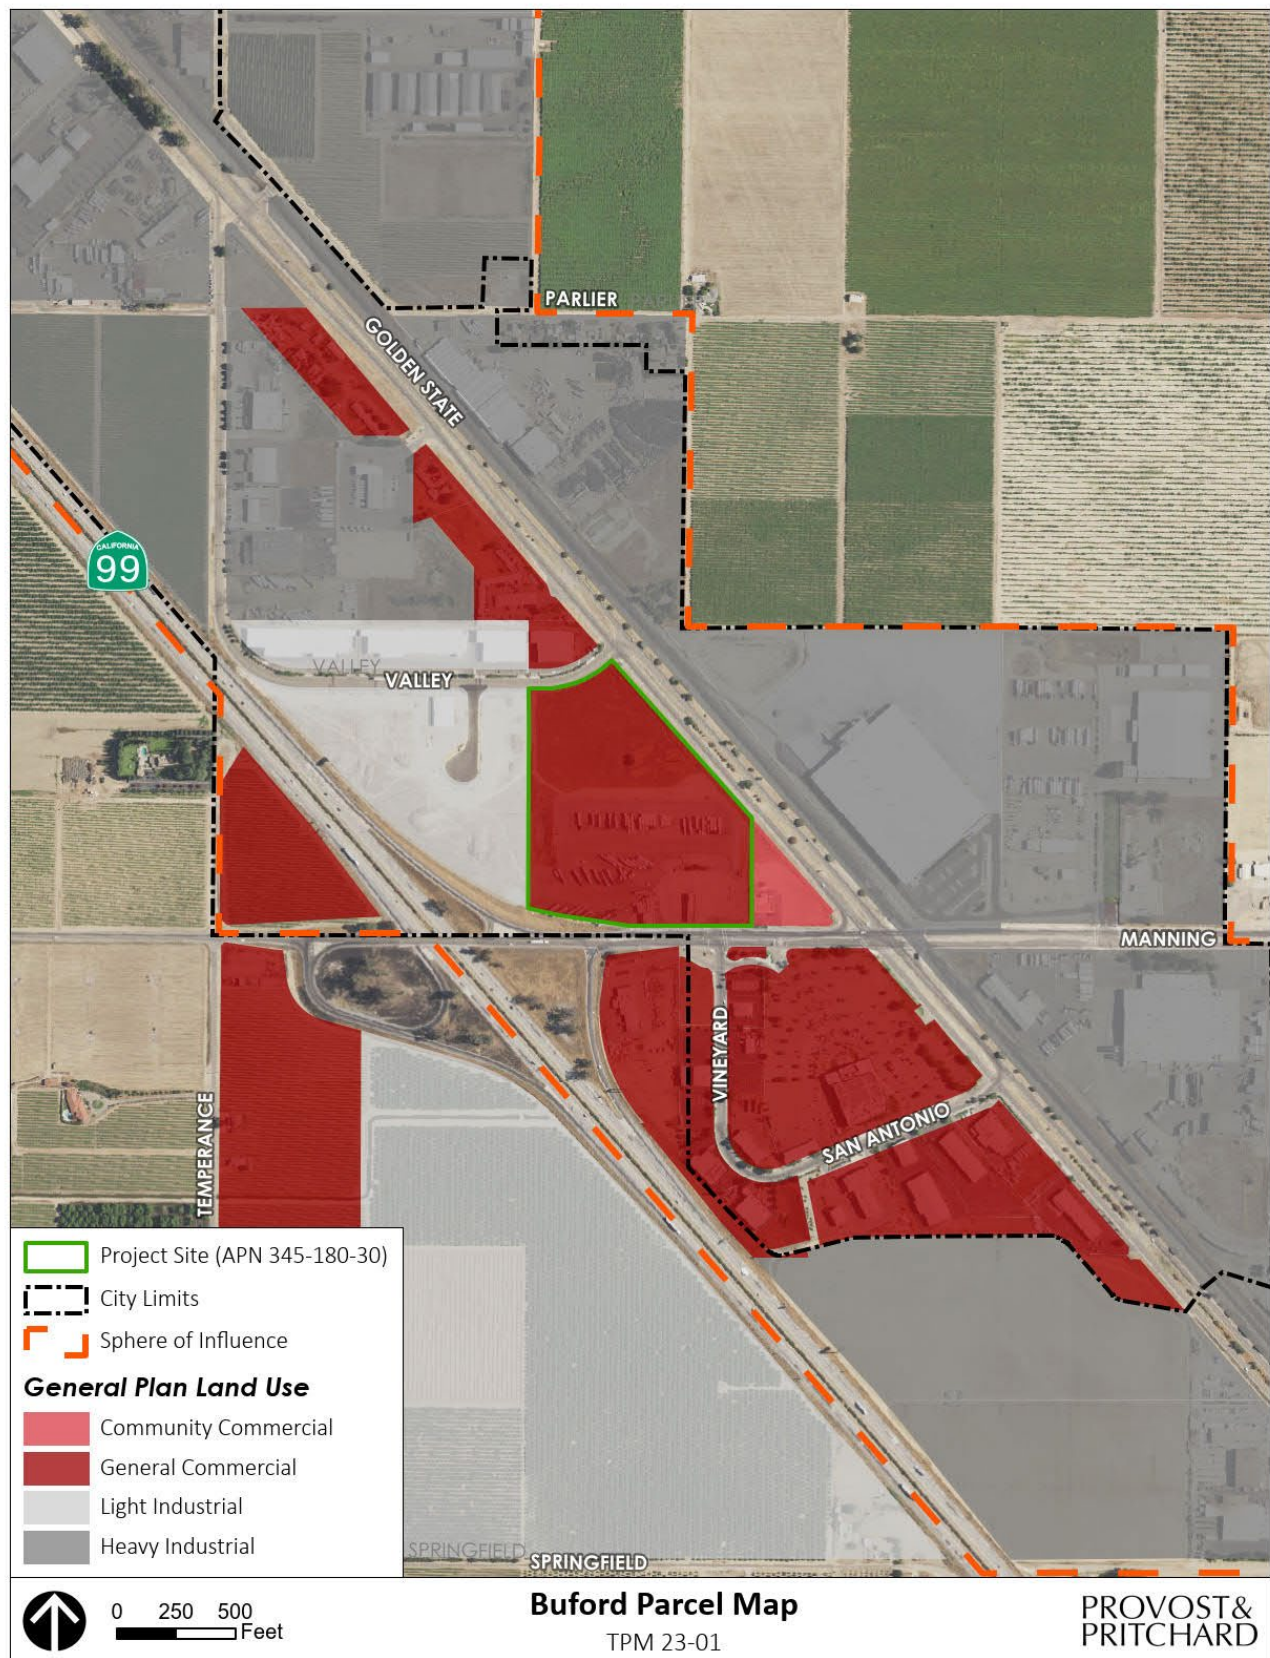 PARLIER PARLIER
GOLDEN STATE
CALIFORNIA
99
VALLEY
VALLEY
MANNING
VINEYARD
SAN ANTONIO
TEMPERANCE
Project Site (APN 345-180-30)
City Limits
Sphere of Influence
General Plan Land Use
Community Commercial
General Commercial
Light Industrial
Heavy Industrial
SPRINGFIELD SPRINGFIELD
0 250 500
Feet
Buford Parcel Map
TPM 23-01
PROVOST&
PRITCHARD